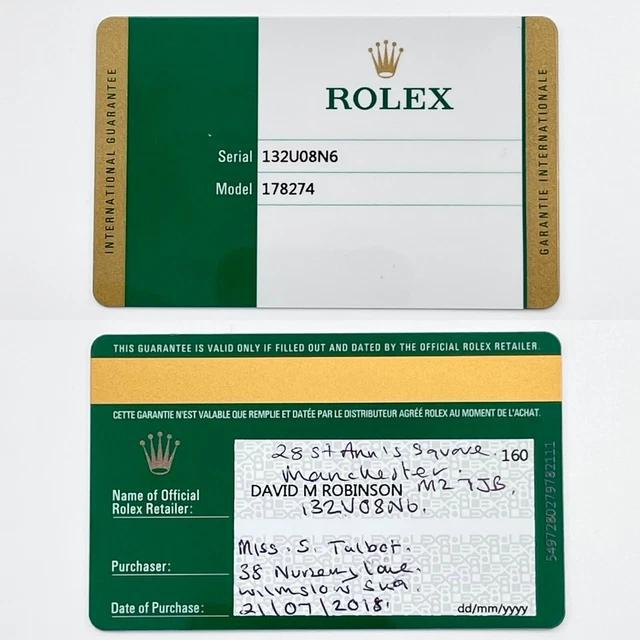 INTERNATIONAL GUARANTEE
ROLEX
Serial 132U08N6
Model 178274
GARANTIE INTERNATIONALE
THIS GUARANTEE IS VALID ONLY IF FILLED OUT AND DATED BY THE OFFICIAL ROLEX RETAILER.
CETTE GARANTIE N'EST VALABLE QUE REMPLIE ET DATÉE PAR LE DISTRIBUTEUR AGRÉÉ ROLEX AU MOMENT DE L'ACHAT.
28 St Ann's Square. 160
Manchester.
Name of Official DAVID M ROBINSON M2 7JB.
Rolex Retailer: 132U08N6.
Miss. S. Talbot.
Purchaser: 38 Nursery Lane.
Wilmslow
Date of Purchase: 21/07/2018. dd/mm/yyyy
5497280279782111